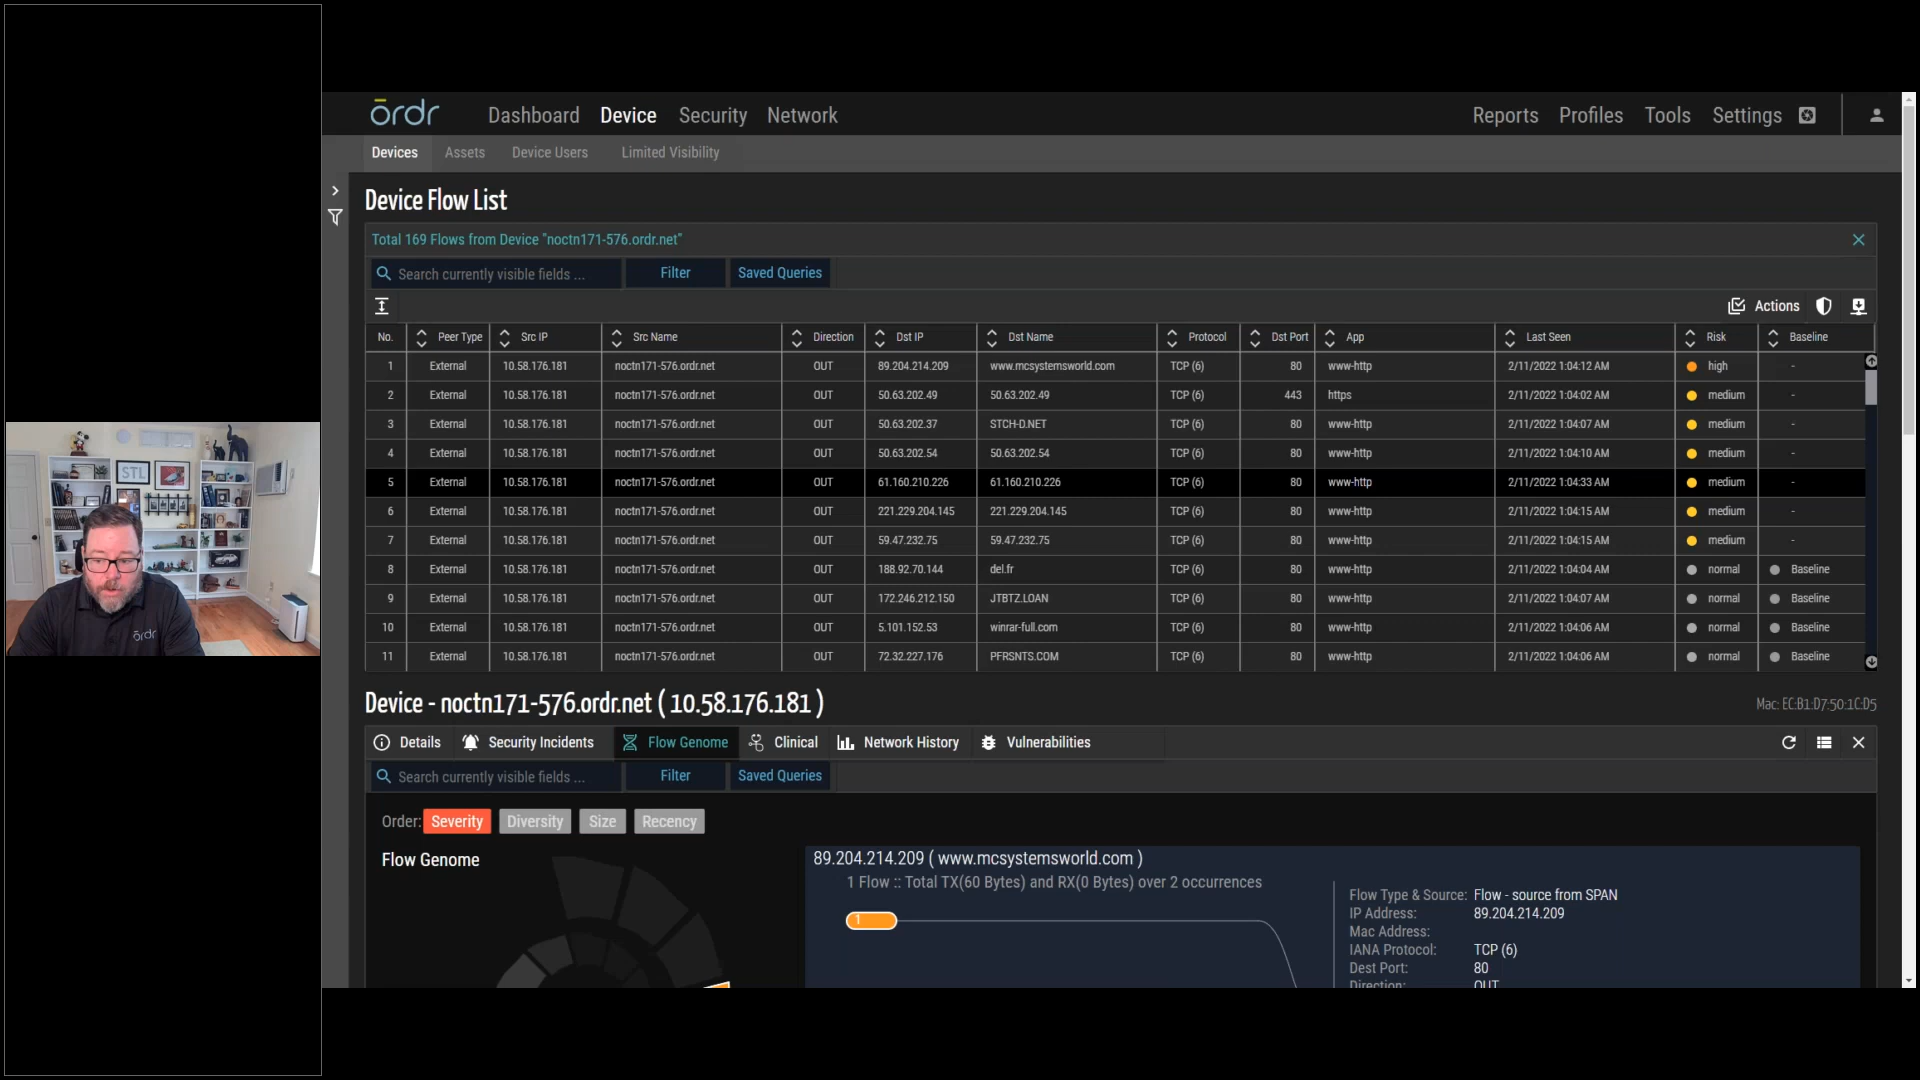 ōrdr Dashboard Device Security Network Reports Profiles Tools Settings
Devices Assets Device Users Limited Visibility
Device Flow List
Total 169 Flows from Device "noctn171-576.ordr.net"
Search currently visible fields ... Filter Saved Queries
Actions
No. Peer Type Src IP Src Name Direction Dst IP Dst Name Protocol Dst Port App Last Seen Risk Baseline
1 External 10.58.176.181 noctn171-576.ordr.net OUT 89.204.214.209 www.mcsystemsworld.com TCP (6) 80 www-http 2/11/2022 1:04:12 AM high -
2 External 10.58.176.181 noctn171-576.ordr.net OUT 50.63.202.49 50.63.202.49 TCP (6) 443 https 2/11/2022 1:04:02 AM medium -
3 External 10.58.176.181 noctn171-576.ordr.net OUT 50.63.202.37 STCH-D.NET TCP (6) 80 www-http 2/11/2022 1:04:07 AM medium -
4 External 10.58.176.181 noctn171-576.ordr.net OUT 50.63.202.54 50.63.202.54 TCP (6) 80 www-http 2/11/2022 1:04:10 AM medium -
5 External 10.58.176.181 noctn171-576.ordr.net OUT 61.160.210.226 61.160.210.226 TCP (6) 80 www-http 2/11/2022 1:04:33 AM medium -
6 External 10.58.176.181 noctn171-576.ordr.net OUT 221.229.204.145 221.229.204.145 TCP (6) 80 www-http 2/11/2022 1:04:15 AM medium -
7 External 10.58.176.181 noctn171-576.ordr.net OUT 59.47.232.75 59.47.232.75 TCP (6) 80 www-http 2/11/2022 1:04:15 AM medium -
8 External 10.58.176.181 noctn171-576.ordr.net OUT 188.92.70.144 del.fr TCP (6) 80 www-http 2/11/2022 1:04:04 AM normal Baseline
9 External 10.58.176.181 noctn171-576.ordr.net OUT 172.246.212.150 JTBTZ.LOAN TCP (6) 80 www-http 2/11/2022 1:04:07 AM normal Baseline
10 External 10.58.176.181 noctn171-576.ordr.net OUT 5.101.152.53 winrar-full.com TCP (6) 80 www-http 2/11/2022 1:04:06 AM normal Baseline
11 External 10.58.176.181 noctn171-576.ordr.net OUT 72.32.227.176 PFRSNTS.COM TCP (6) 80 www-http 2/11/2022 1:04:06 AM normal Baseline
STL
ōrdr
Device - noctn171-576.ordr.net ( 10.58.176.181 ) Mac: EC:B1:D7:50:1C:D5
Details Security Incidents Flow Genome Clinical Network History Vulnerabilities
Search currently visible fields ... Filter Saved Queries
Order: Severity Diversity Size Recency
Flow Genome
89.204.214.209 ( www.mcsystemsworld.com )
1 Flow :: Total TX(60 Bytes) and RX(0 Bytes) over 2 occurrences
1
Flow Type & Source: Flow - source from SPAN
IP Address: 89.204.214.209
Mac Address:
IANA Protocol: TCP (6)
Dest Port: 80
Direction: OUT